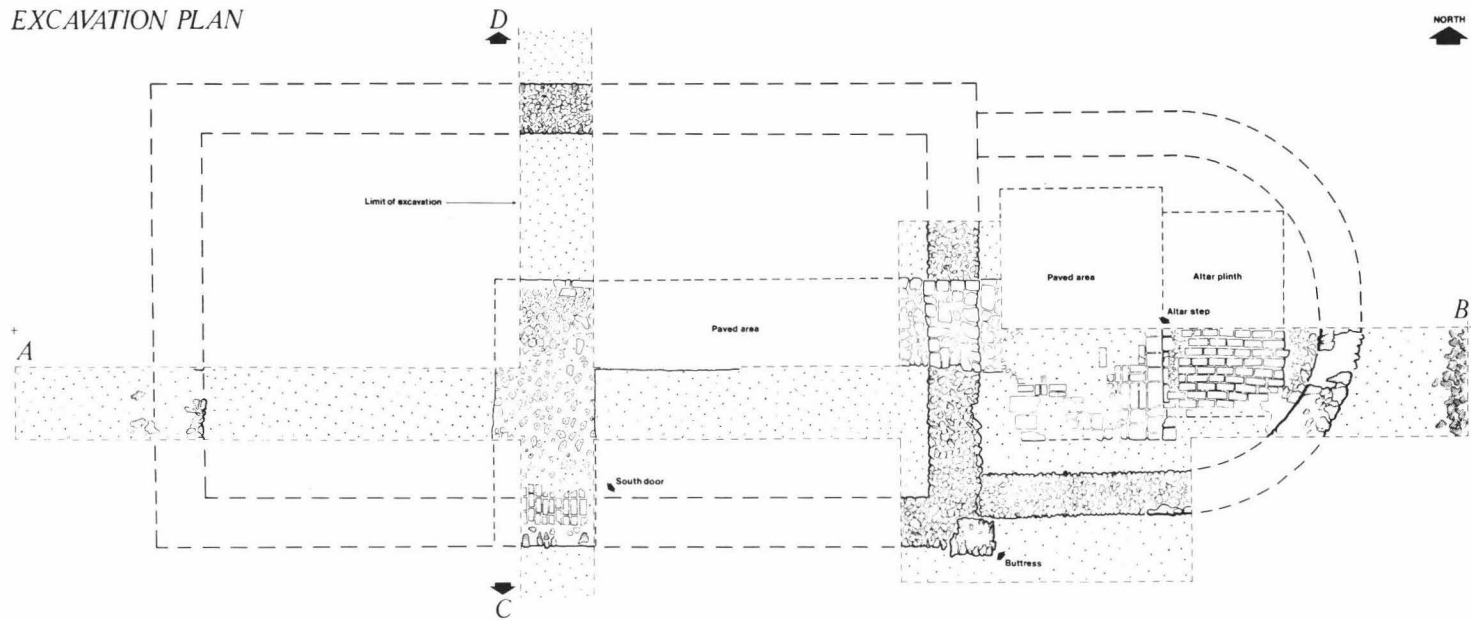 EXCAVATION PLAN
D
NORTH
Limit of excavation
Paved area
Altar plinth
Altar step
Paved area
A
B
South door
Buttress
C